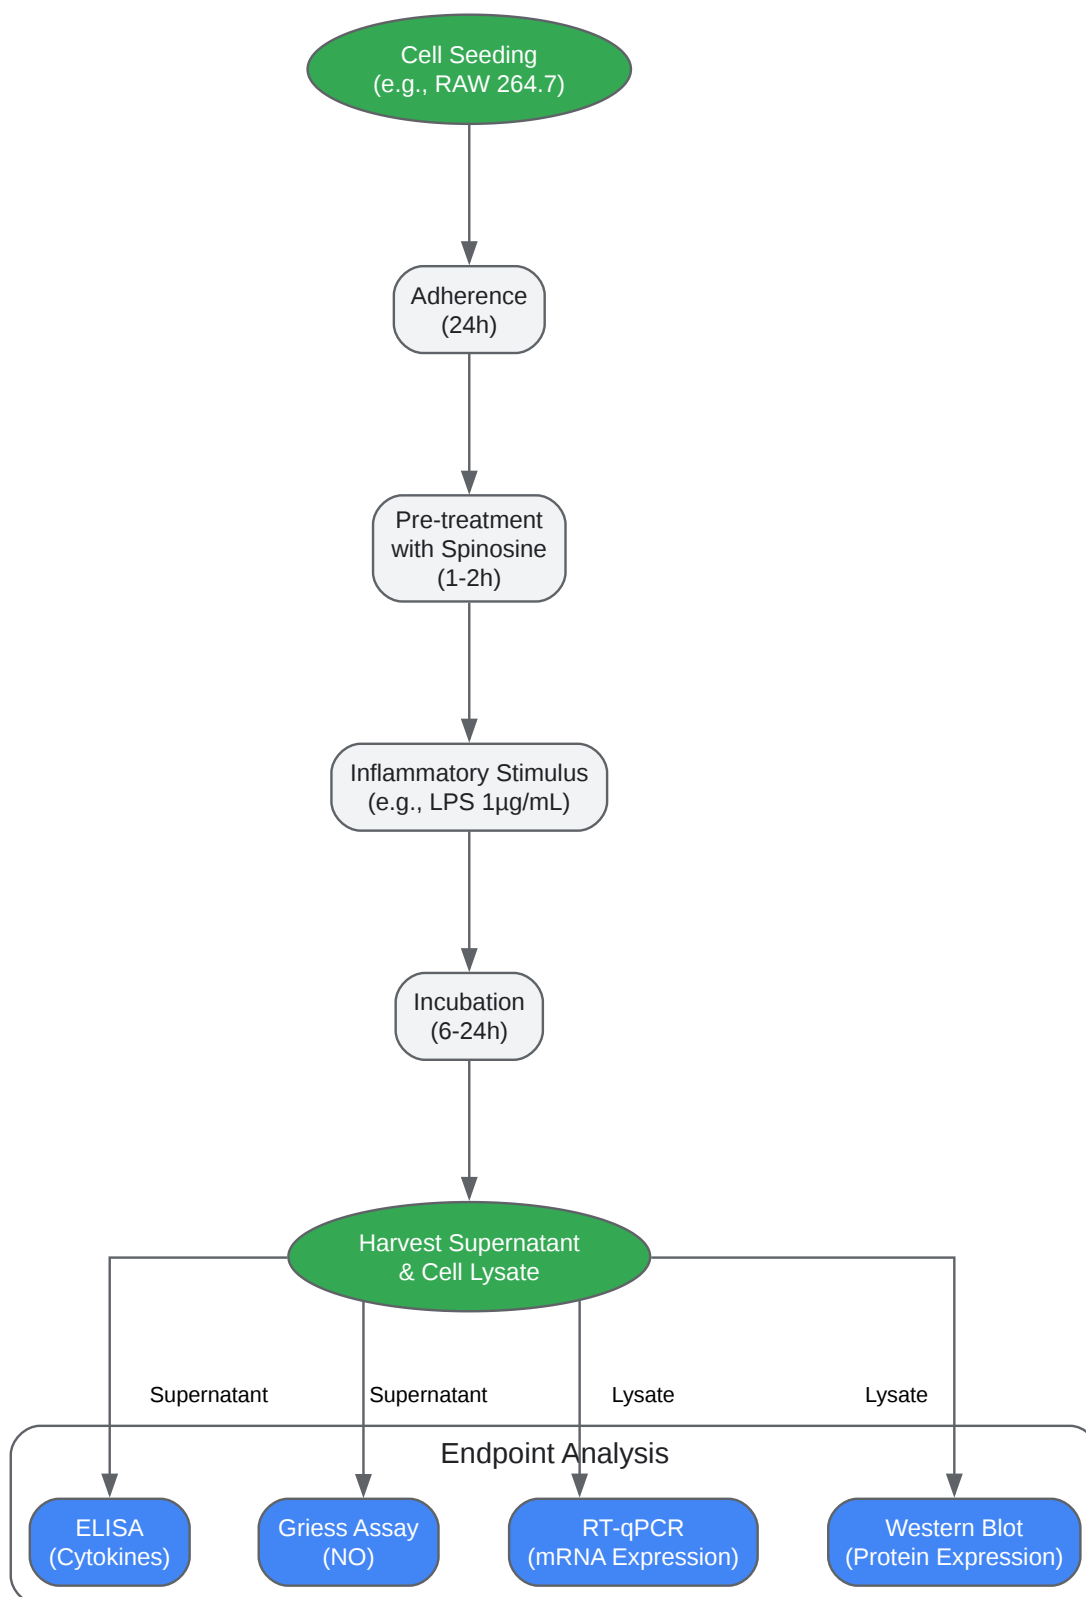 Cell Seeding
(e.g., RAW 264.7)
Adherence
(24h)
Pre-treatment
with Spinosine
(1-2h)
Inflammatory Stimulus
(e.g., LPS 1µg/mL)
Incubation
(6-24h)
Harvest Supernatant
& Cell Lysate
Supernatant
Supernatant
Lysate
Lysate
Endpoint Analysis
ELISA
(Cytokines)
Griess Assay
(NO)
RT-qPCR
(mRNA Expression)
Western Blot
(Protein Expression)